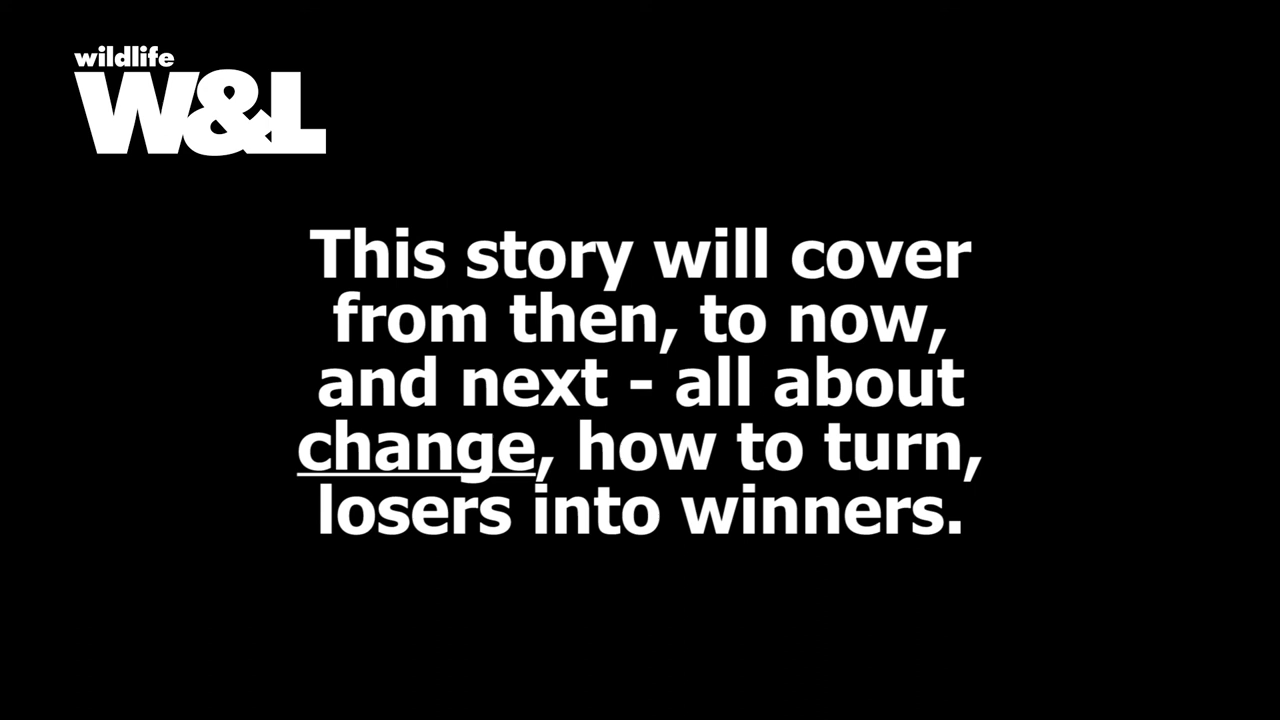 wildlife
W&L
This story will cover
from then, to now,
and next - all about
change, how to turn,
losers into winners.